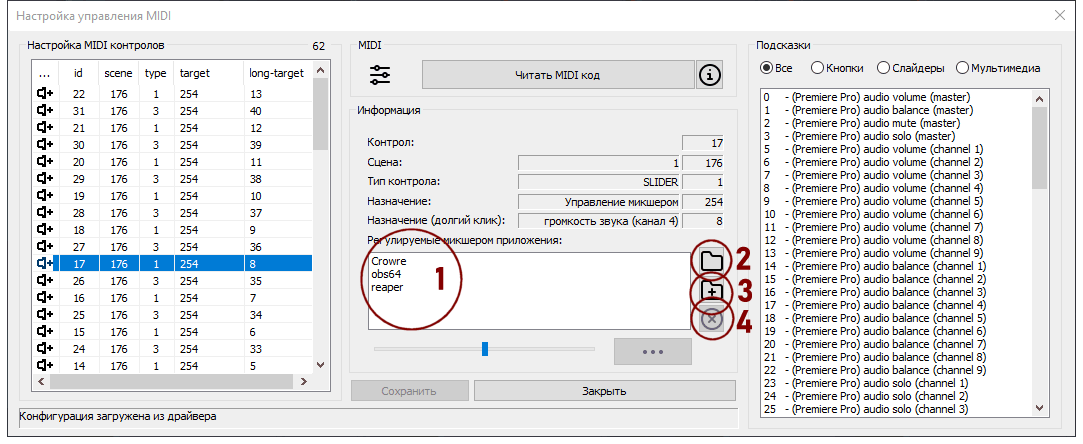 Настройка управления MIDI
Настройка MIDI контролов 62
... id scene type target long-target
22 176 1 254 13
31 176 3 254 40
21 176 1 254 12
30 176 3 254 39
20 176 1 254 11
29 176 3 254 38
19 176 1 254 10
28 176 3 254 37
18 176 1 254 9
27 176 3 254 36
17 176 1 254 8
26 176 3 254 35
16 176 1 254 7
25 176 3 254 34
15 176 1 254 6
24 176 3 254 33
14 176 1 254 5
Конфигурация загружена из драйвера
MIDI
Читать MIDI код
Информация
Контрол: 17
Сцена: 1 176
Тип контрола: SLIDER 1
Назначение: Управление микшером 254
Назначение (долгий клик): громкость звука (канал 4) 8
Регулируемые микшером приложения:
Crowre
obs64
reaper
1
2
3
4
...
Сохранить Закрыть
Подсказки
Все Кнопки Слайдеры Мультимедиа
0 - (Premiere Pro) audio volume (master)
1 - (Premiere Pro) audio balance (master)
2 - (Premiere Pro) audio mute (master)
3 - (Premiere Pro) audio solo (master)
5 - (Premiere Pro) audio volume (channel 1)
6 - (Premiere Pro) audio volume (channel 2)
7 - (Premiere Pro) audio volume (channel 3)
8 - (Premiere Pro) audio volume (channel 4)
9 - (Premiere Pro) audio volume (channel 5)
10 - (Premiere Pro) audio volume (channel 6)
11 - (Premiere Pro) audio volume (channel 7)
12 - (Premiere Pro) audio volume (channel 8)
13 - (Premiere Pro) audio volume (channel 9)
14 - (Premiere Pro) audio balance (channel 1)
15 - (Premiere Pro) audio balance (channel 2)
16 - (Premiere Pro) audio balance (channel 3)
17 - (Premiere Pro) audio balance (channel 4)
18 - (Premiere Pro) audio balance (channel 5)
19 - (Premiere Pro) audio balance (channel 6)
20 - (Premiere Pro) audio balance (channel 7)
21 - (Premiere Pro) audio balance (channel 8)
22 - (Premiere Pro) audio balance (channel 9)
23 - (Premiere Pro) audio solo (channel 1)
24 - (Premiere Pro) audio solo (channel 2)
25 - (Premiere Pro) audio solo (channel 3)